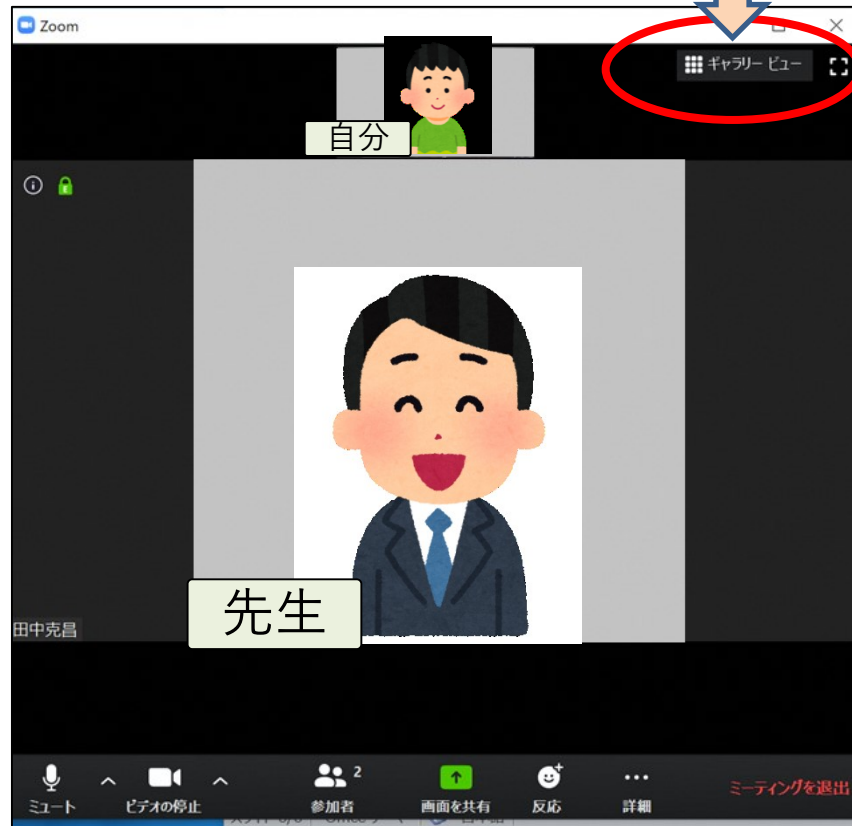 Zoom
ギャラリー ビュー
自分
先生
田中克昌
2
ミュート
ビデオの停止
参加者
画面を共有
反応
詳細
ミーティングを退出